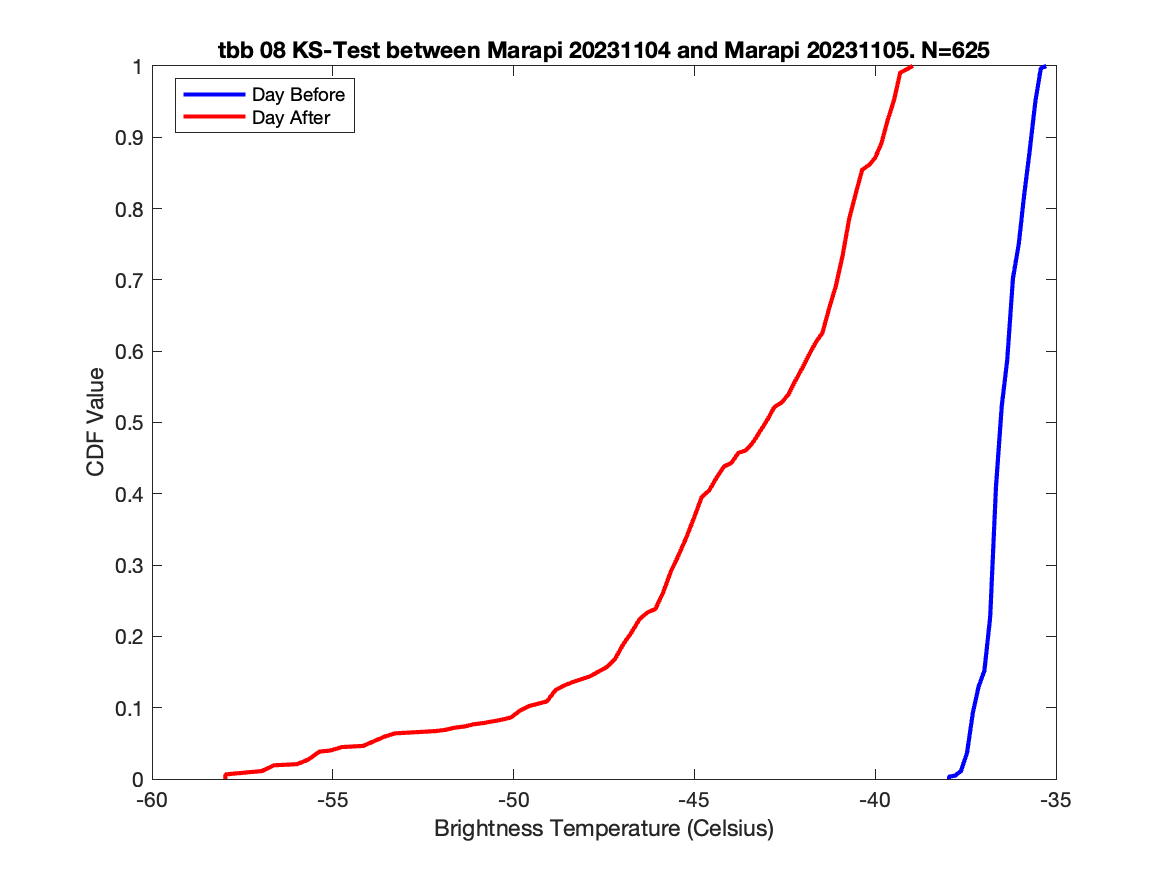 tbb 08 KS-Test between Marapi 20231104 and Marapi 20231105. N=625
Day Before
Day After
1
0.9
0.8
0.7
0.6
0.5
0.4
0.3
0.2
0.1
0
CDF Value
-60 -55 -50 -45 -40 -35
Brightness Temperature (Celsius)